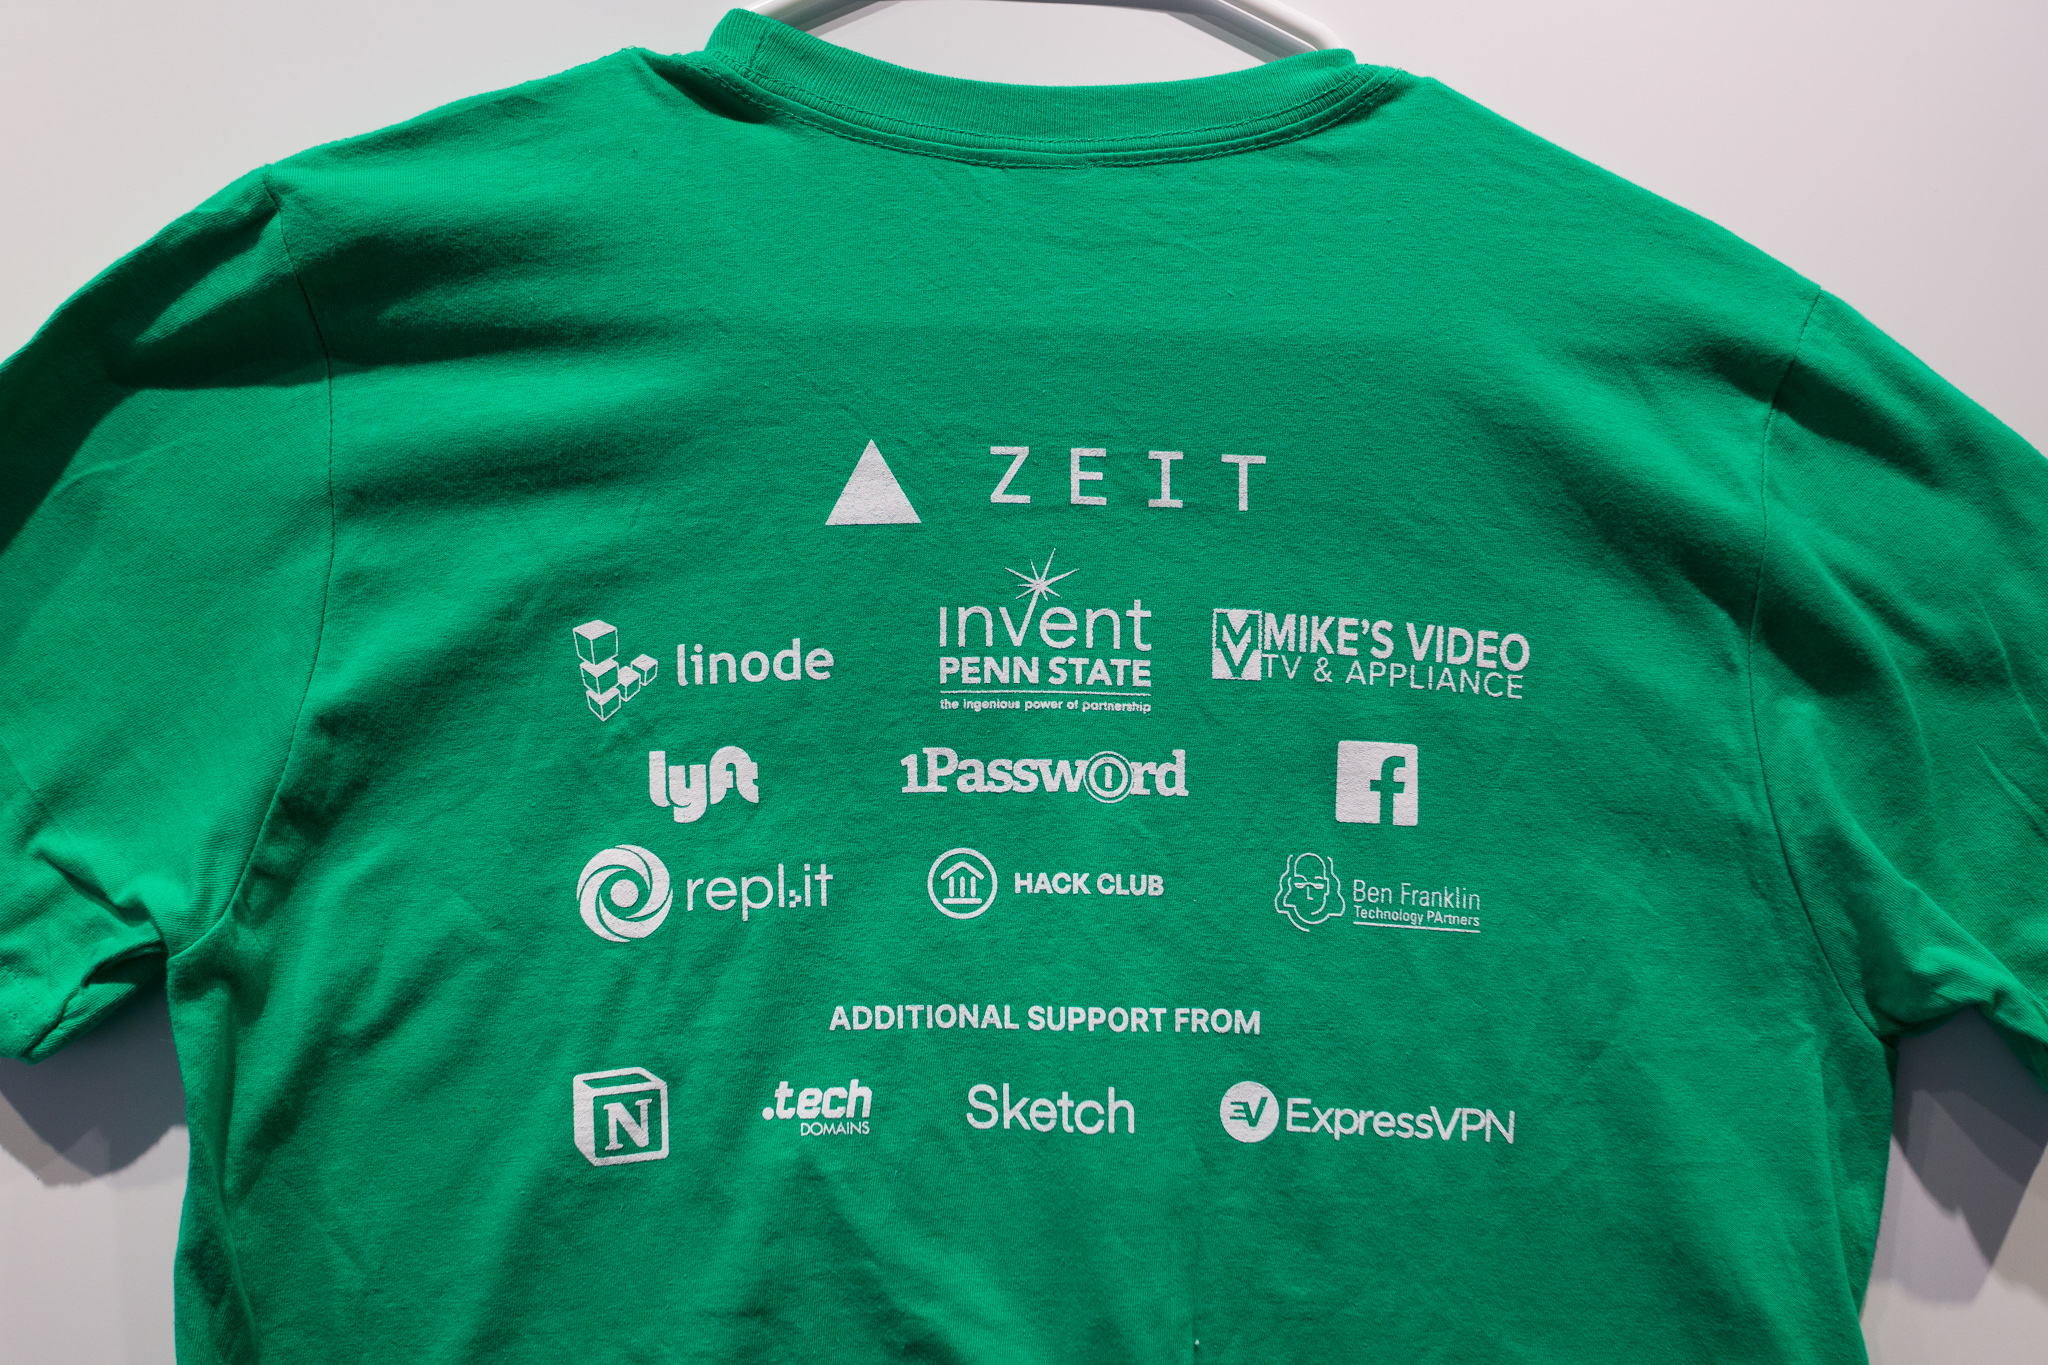 ZEIT
linode
invent
PENN STATE
the ingenious power of partnership
MIKE'S VIDEO
TV & APPLIANCE
lyft
1Password
f
repl.it
HACK CLUB
Ben Franklin
Technology PArtners
ADDITIONAL SUPPORT FROM
N
.tech
DOMAINS
Sketch
EV ExpressVPN